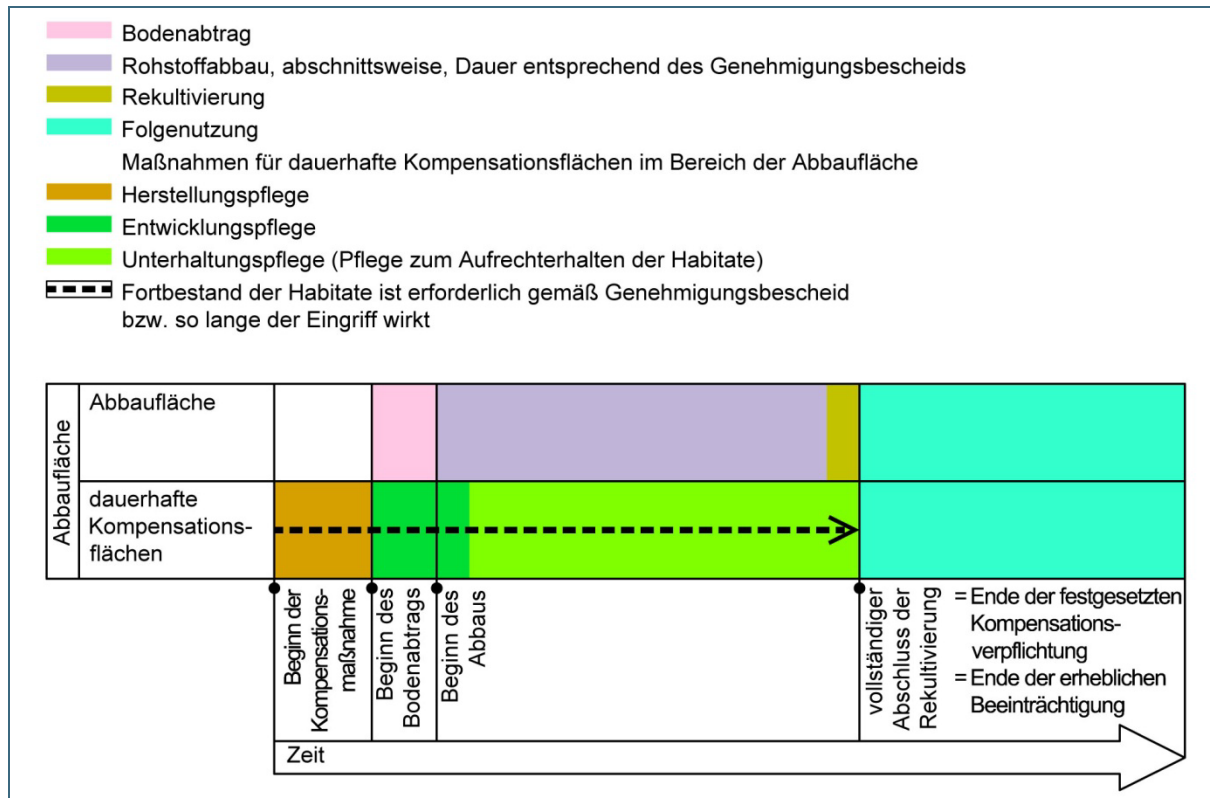 Bodenabtrag
Rohstoffabbau, abschnittsweise, Dauer entsprechend des Genehmigungsbescheids
Rekultivierung
Folgenutzung
Maßnahmen für dauerhafte Kompensationsflächen im Bereich der Abbaufläche
Herstellungspflege
Entwicklungspflege
Unterhaltungspflege (Pflege zum Aufrechterhalten der Habitate)
Fortbestand der Habitate ist erforderlich gemäß Genehmigungsbescheid
bzw. so lange der Eingriff wirkt
Abbaufläche
Abbaufläche
dauerhafte
Kompensations-
flächen
Beginn der
Kompensations-
maßnahme
Beginn des
Bodenabtrags
Beginn des
Abbaus
vollständiger
Abschluss der
Rekultivierung
= Ende der festgesetzten
Kompensations-
verpflichtung
= Ende der erheblichen
Beeinträchtigung
Zeit